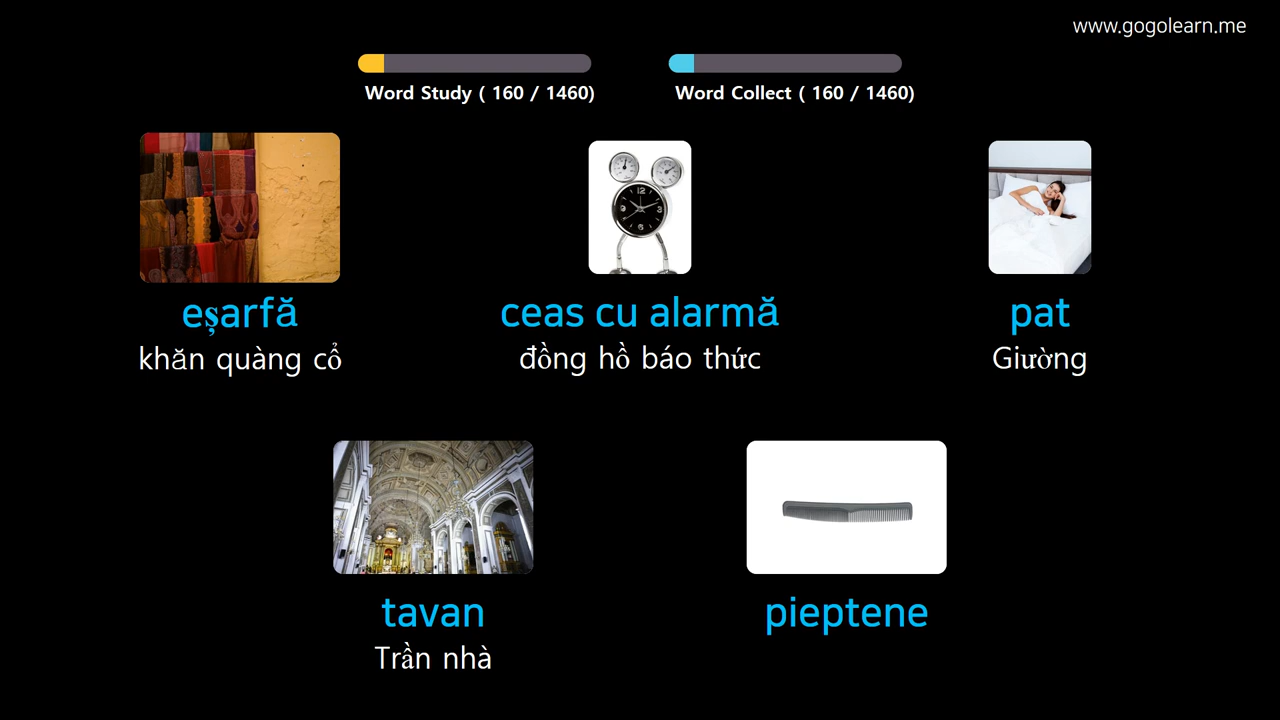 www.gogolearn.me
Word Study ( 160 / 1460)
Word Collect ( 160 / 1460)
eșarfă
khăn quàng cổ
ceas cu alarmă
đồng hồ báo thức
pat
Giường
tavan
Trần nhà
pieptene